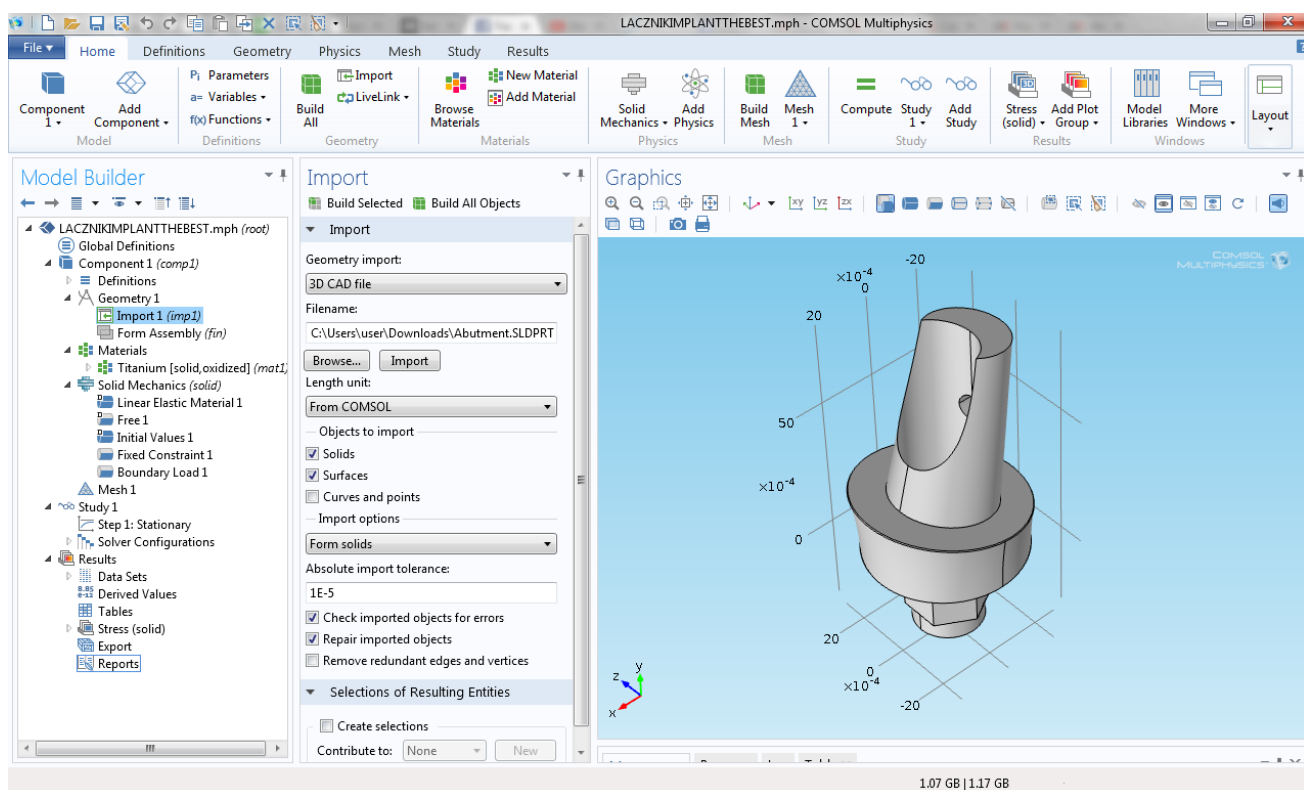 LACZNIKIMPLANTTHEBEST.mph - COMSOL Multiphysics
File Home Definitions Geometry Physics Mesh Study Results
Component 1
Add Component
Model
Pi Parameters
a= Variables
f(x) Functions
Definitions
Build All
Import
LiveLink
Geometry
Browse Materials
New Material
Add Material
Materials
Solid Mechanics
Add Physics
Physics
Build Mesh
Mesh 1
Mesh
Compute
Study 1
Add Study
Study
Stress (solid)
Add Plot Group
Results
Model Libraries
More Windows
Windows
Layout
Model Builder
LACZNIKIMPLANTTHEBEST.mph (root)
Global Definitions
Component 1 (comp1)
Definitions
Geometry 1
Import 1 (imp1)
Form Assembly (fin)
Materials
Titanium [solid,oxidized] (mat1)
Solid Mechanics (solid)
Linear Elastic Material 1
Free 1
Initial Values 1
Fixed Constraint 1
Boundary Load 1
Mesh 1
Study 1
Step 1: Stationary
Solver Configurations
Results
Data Sets
8.85
e-12 Derived Values
Tables
Stress (solid)
Export
Reports
Import
Build Selected Build All Objects
Import
Geometry import:
3D CAD file
Filename:
C:\Users\user\Downloads\Abutment.SLDPRT
Browse... Import
Length unit:
From COMSOL
Objects to import
Solids
Surfaces
Curves and points
Import options
Form solids
Absolute import tolerance:
1E-5
Check imported objects for errors
Repair imported objects
Remove redundant edges and vertices
Selections of Resulting Entities
Create selections
Contribute to: None New
Graphics
xy yz zx
COMSOL
MULTIPHYSICS
-20
×10⁻⁴
0
20
50
×10⁻⁴
0
20
0
×10⁻⁴
-20
y
z
x
1.07 GB | 1.17 GB